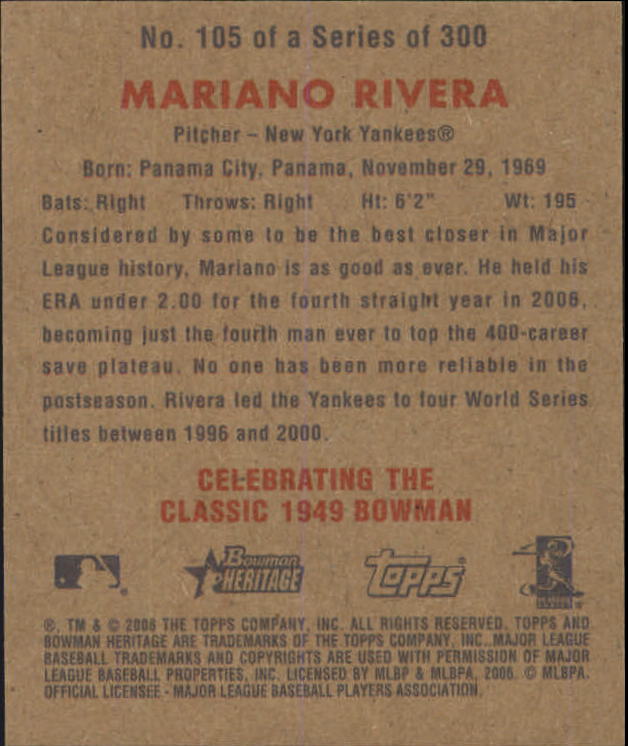 No. 105 of a Series of 300
MARIANO RIVERA
Pitcher – New York Yankees®
Born: Panama City, Panama, November 29, 1969
Bats: Right Throws: Right Ht: 6'2" Wt: 195
Considered by some to be the best closer in Major
League history, Mariano is as good as ever. He held his
ERA under 2.00 for the fourth straight year in 2006,
becoming just the fourth man ever to top the 400-career
save plateau. No one has been more reliable in the
postseason. Rivera led the Yankees to four World Series
titles between 1996 and 2000.
CELEBRATING THE
CLASSIC 1949 BOWMAN
Bowman
HERITAGE
topps®
®, TM & © 2006 THE TOPPS COMPANY, INC. ALL RIGHTS RESERVED. TOPPS AND
BOWMAN HERITAGE ARE TRADEMARKS OF THE TOPPS COMPANY, INC. MAJOR LEAGUE
BASEBALL TRADEMARKS AND COPYRIGHTS ARE USED WITH PERMISSION OF MAJOR
LEAGUE BASEBALL PROPERTIES, INC. LICENSED BY MLBP & MLBPA, 2006. © MLBPA.
OFFICIAL LICENSEE - MAJOR LEAGUE BASEBALL PLAYERS ASSOCIATION.